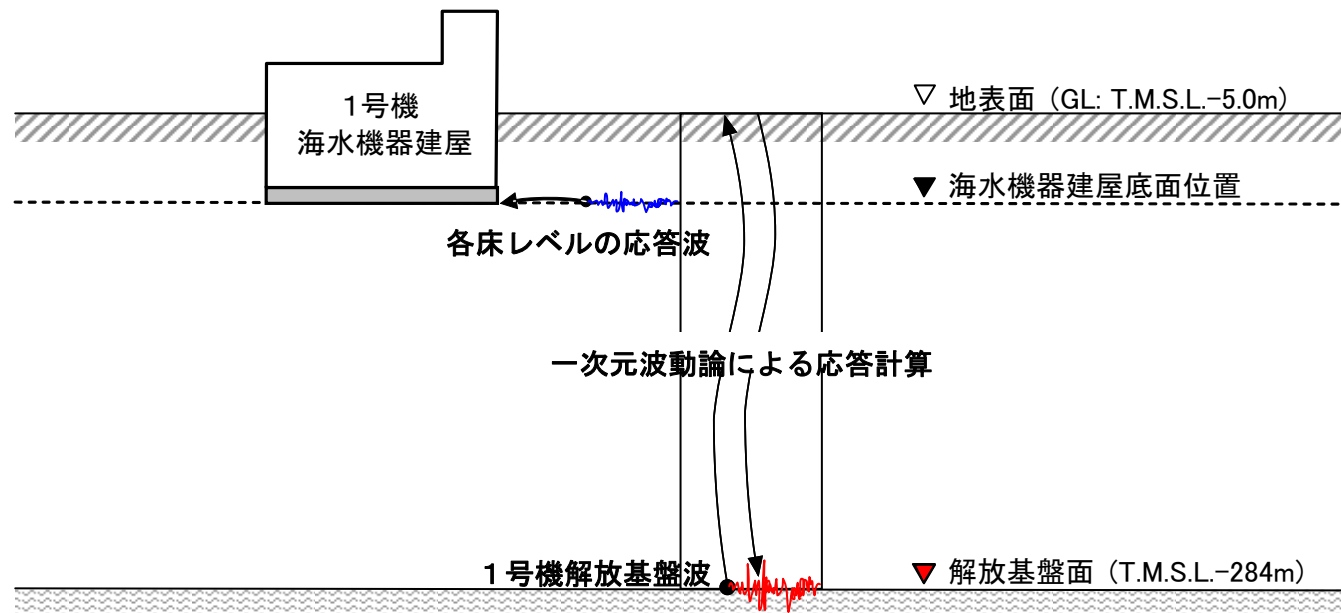 1号機
海水機器建屋
▽ 地表面 (GL: T.M.S.L.-5.0m)
▼ 海水機器建屋底面位置
各床レベルの応答波
一次元波動論による応答計算
1号機解放基盤波
▼ 解放基盤面 (T.M.S.L.-284m)